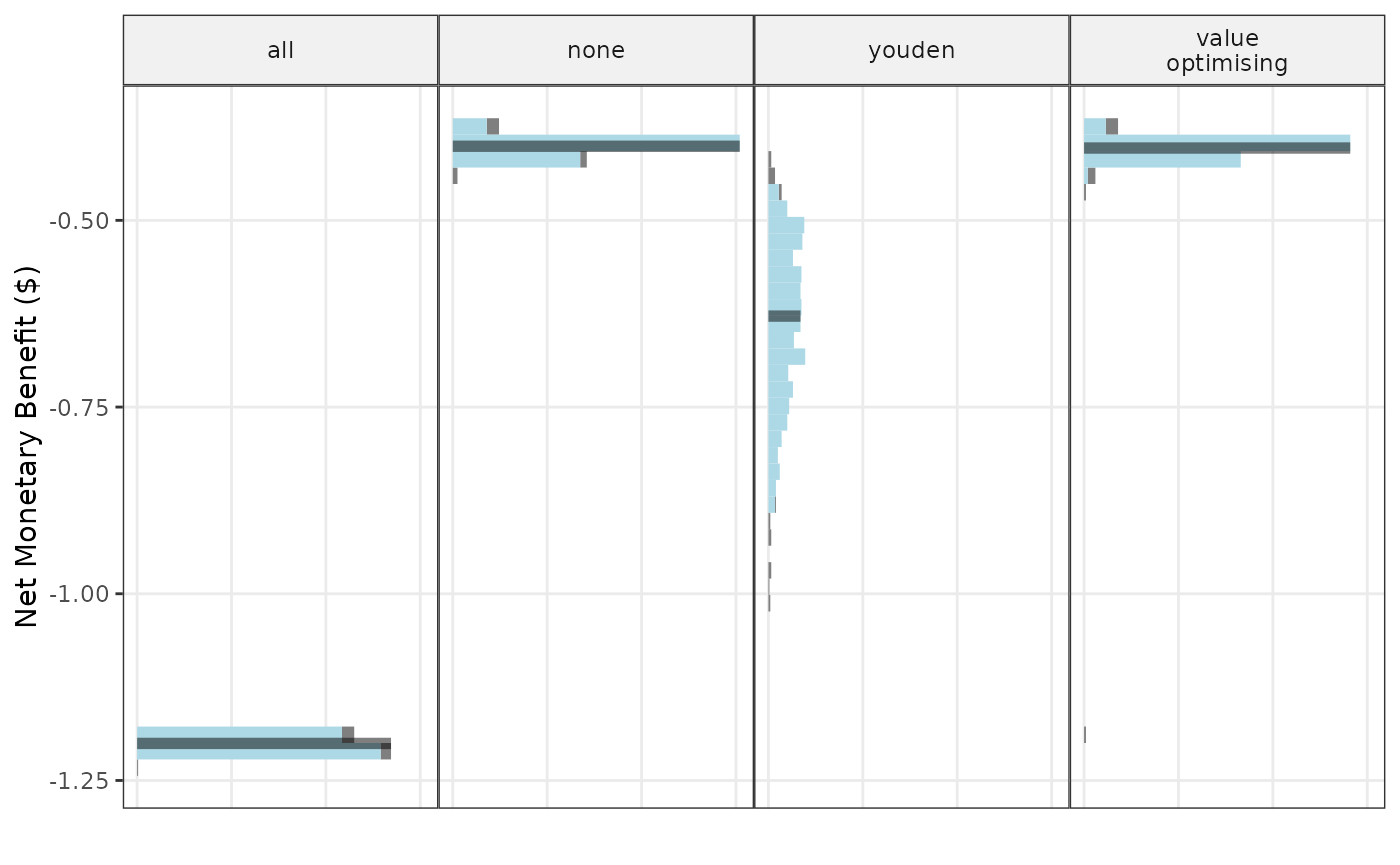 all
none
youden
value
optimising
Net Monetary Benefit ($)
-0.50
-0.75
-1.00
-1.25